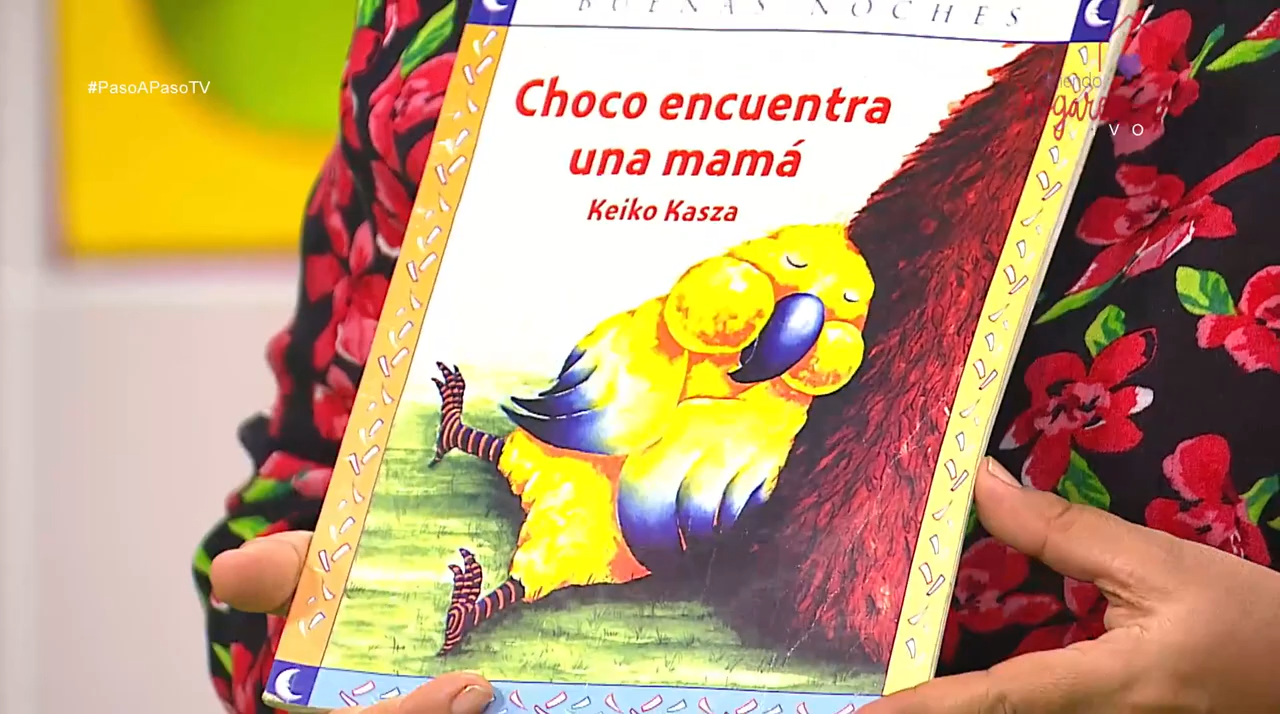 BUENAS NOCHES
#PasoAPasoTV
Choco encuentra
una mamá
Keiko Kasza